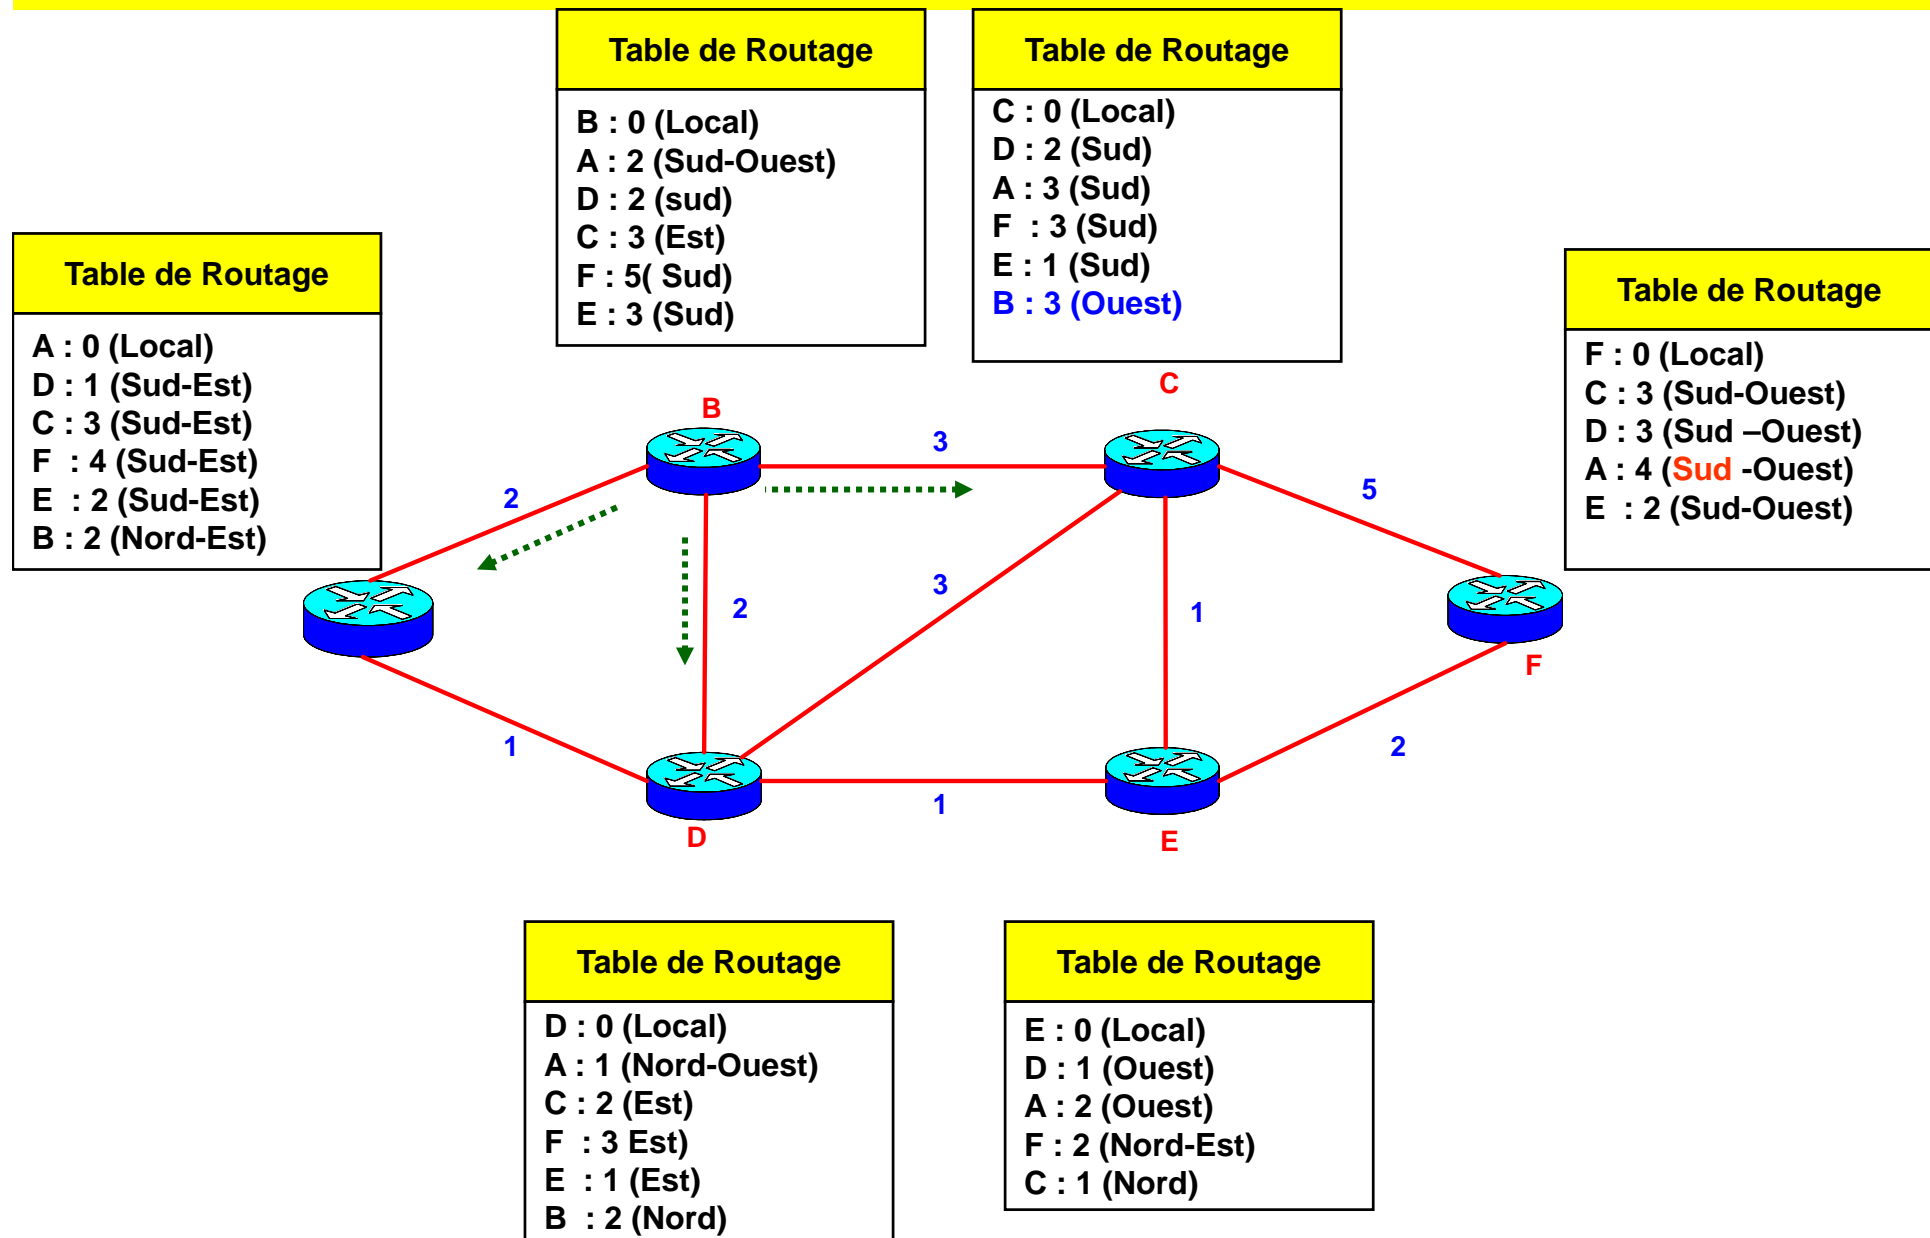 Table de Routage
B : 0 (Local)
A : 2 (Sud-Ouest)
D : 2 (sud)
C : 3 (Est)
F : 5( Sud)
E : 3 (Sud)
Table de Routage
C : 0 (Local)
D : 2 (Sud)
A : 3 (Sud)
F : 3 (Sud)
E : 1 (Sud)
B : 3 (Ouest)
Table de Routage
A : 0 (Local)
D : 1 (Sud-Est)
C : 3 (Sud-Est)
F : 4 (Sud-Est)
E : 2 (Sud-Est)
B : 2 (Nord-Est)
Table de Routage
F : 0 (Local)
C : 3 (Sud-Ouest)
D : 3 (Sud –Ouest)
A : 4 (Sud -Ouest)
E : 2 (Sud-Ouest)
B
C
3
2
5
3
2
1
F
1
2
1
D
E
Table de Routage
D : 0 (Local)
A : 1 (Nord-Ouest)
C : 2 (Est)
F : 3 Est)
E : 1 (Est)
B : 2 (Nord)
Table de Routage
E : 0 (Local)
D : 1 (Ouest)
A : 2 (Ouest)
F : 2 (Nord-Est)
C : 1 (Nord)